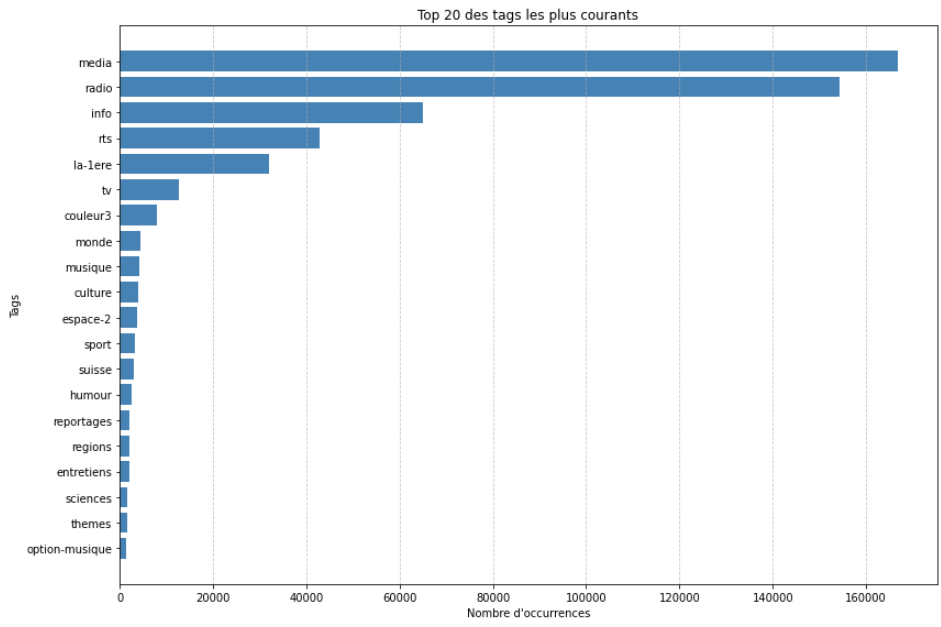 Top 20 des tags les plus courants
Tags
media
radio
info
rts
la-1ere
tv
couleur3
monde
musique
culture
espace-2
sport
suisse
humour
reportages
regions
entretiens
sciences
themes
option-musique
0 20000 40000 60000 80000 100000 120000 140000 160000
Nombre d'occurrences